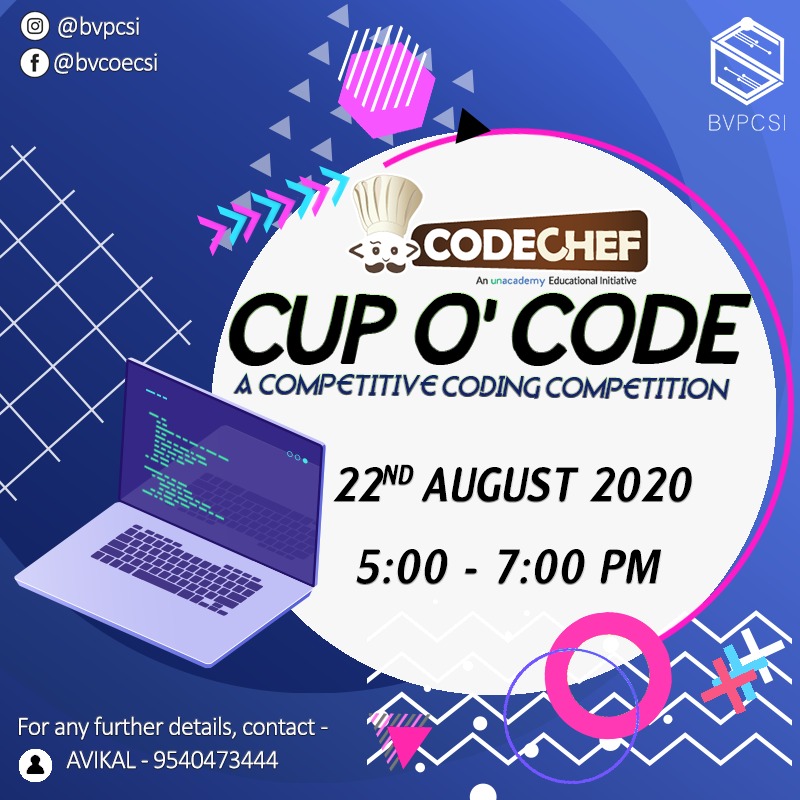 @bvpcsi
@bvcoecsi
BVPCSI
CODECHEF
An unacademy Educational Initiative
CUP O' CODE
A COMPETITIVE CODING COMPETITION
22ND AUGUST 2020
5:00 - 7:00 PM
For any further details, contact -
AVIKAL - 9540473444